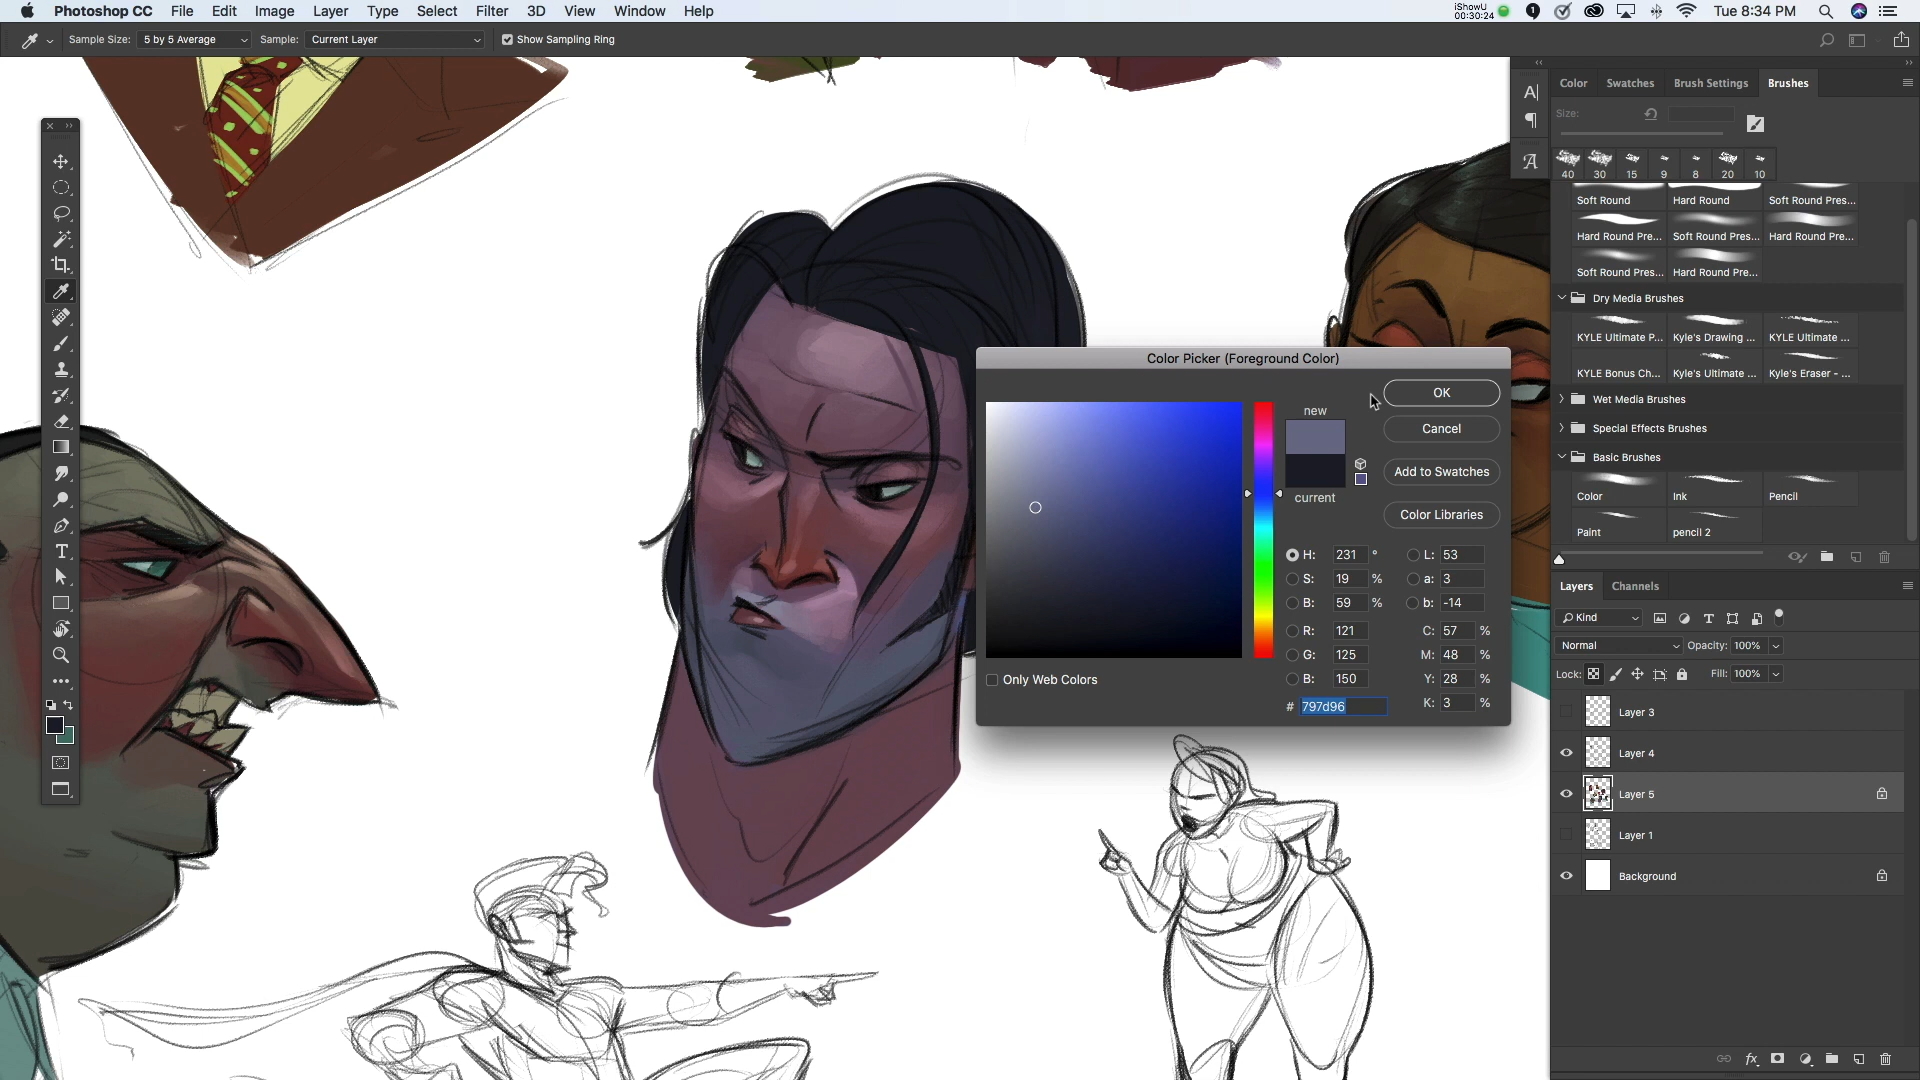 Photoshop CC File Edit Image Layer Type Select Filter 3D View Window Help
iShowU
00:30:24
1
Tue 8:34 PM
Sample Size: 5 by 5 Average Sample: Current Layer Show Sampling Ring
Color Swatches Brush Settings Brushes
Size:
40 30 15 9 8 20 10
Soft Round Hard Round Soft Round Pres...
Hard Round Pre... Soft Round Pres... Hard Round Pre...
Soft Round Pres... Hard Round Pre...
Dry Media Brushes
KYLE Ultimate P... Kyle's Drawing ... KYLE Ultimate ...
KYLE Bonus Ch... Kyle's Ultimate ... Kyle's Eraser - ...
Wet Media Brushes
Special Effects Brushes
Basic Brushes
Color Ink Pencil
Paint pencil 2
Color Picker (Foreground Color)
new
current
OK
Cancel
Add to Swatches
Color Libraries
H: 231 ° L: 53
S: 19 % a: 3
B: 59 % b: -14
R: 121 C: 57 %
G: 125 M: 48 %
B: 150 Y: 28 %
# 797d96 K: 3 %
Only Web Colors
Layers Channels
Kind
Normal Opacity: 100%
Lock: Fill: 100%
Layer 3
Layer 4
Layer 5
Layer 1
Background